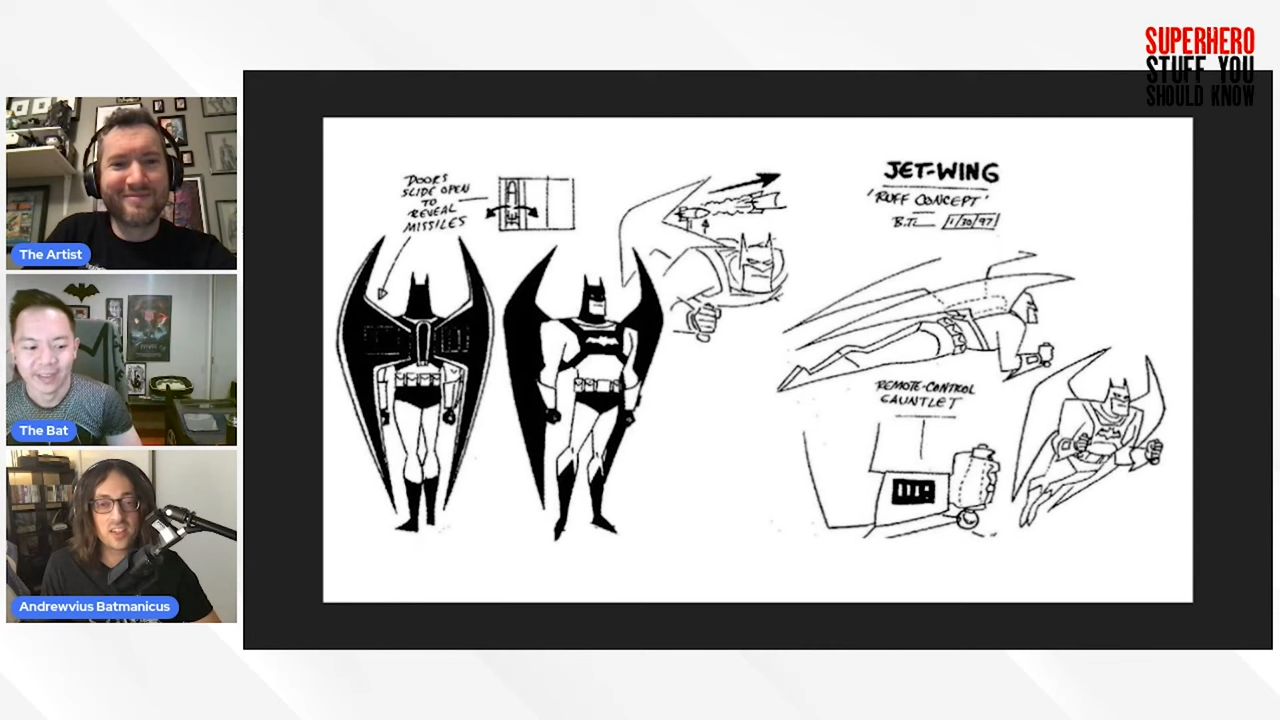 SUPERHERO
STUFF YOU
SHOULD KNOW
The Artist
The Bat
Andrewvius Batmanicus
DOORS
SLIDE OPEN
TO
REVEAL
MISSILES
JET-WING
'RUFF CONCEPT'
B.T. 1/30/97
REMOTE-CONTROL
GAUNTLET